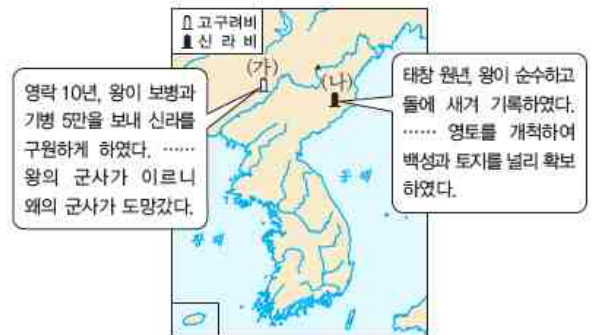 고구려비
신 라 비
(가)
(나)
영락 10년, 왕이 보병과
기병 5만을 보내 신라를
구원하게 하였다. ……
왕의 군사가 이르니
왜의 군사가 도망갔다.
태창 원년, 왕이 순수하고
돌에 새겨 기록하였다.
…… 영토를 개척하여
백성과 토지를 널리 확보
하였다.
동 해
황 해